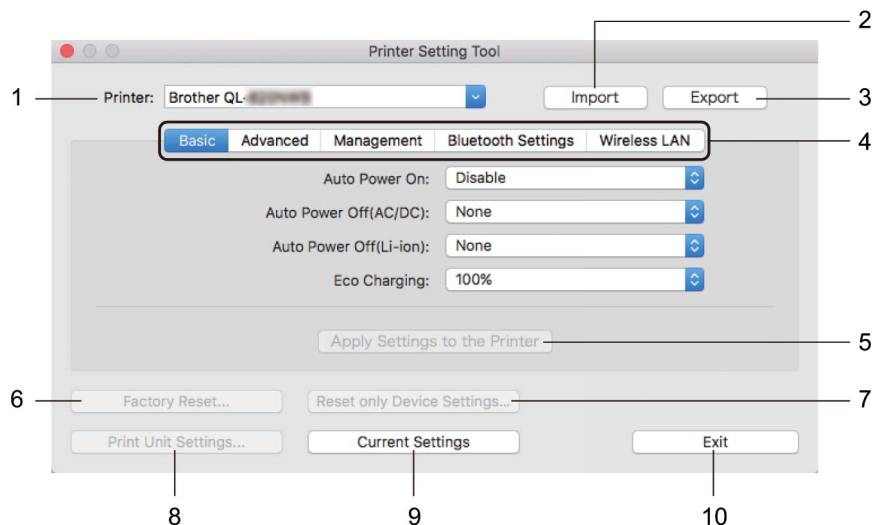 2
Printer Setting Tool
1 Printer: Brother QL- Import Export 3
Basic Advanced Management Bluetooth Settings Wireless LAN 4
Auto Power On: Disable
Auto Power Off(AC/DC): None
Auto Power Off(Li-ion): None
Eco Charging: 100%
Apply Settings to the Printer 5
6 Factory Reset... Reset only Device Settings... 7
Print Unit Settings... Current Settings Exit
8 9 10